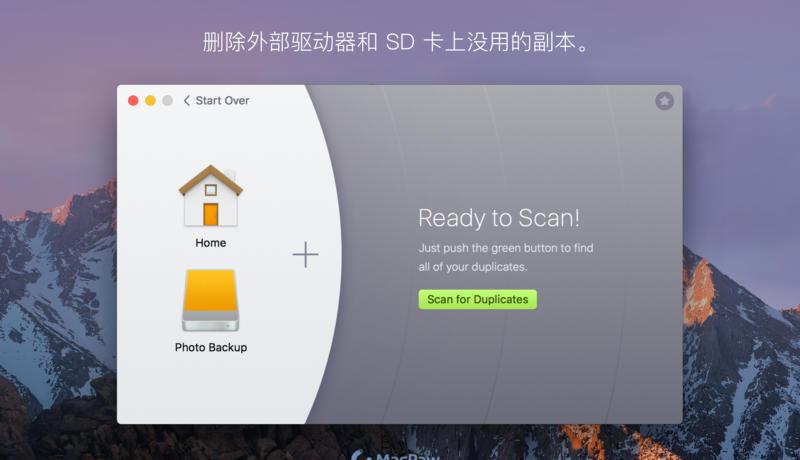 删除外部驱动器和 SD 卡上没用的副本。
Start Over
Home
Photo Backup
Ready to Scan!
Just push the green button to find
all of your duplicates.
Scan for Duplicates
MacPaw